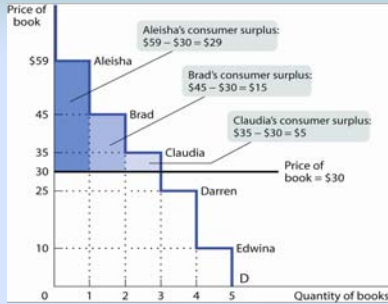 Price of
book
Aleisha's consumer surplus:
$59 – $30 = $29
$59
Aleisha
Brad's consumer surplus:
$45 – $30 = $15
45
Brad
Claudia's consumer surplus:
$35 – $30 = $5
35
Claudia
30
Price of
book = $30
25
Darren
10
Edwina
D
0 1 2 3 4 5 Quantity of books